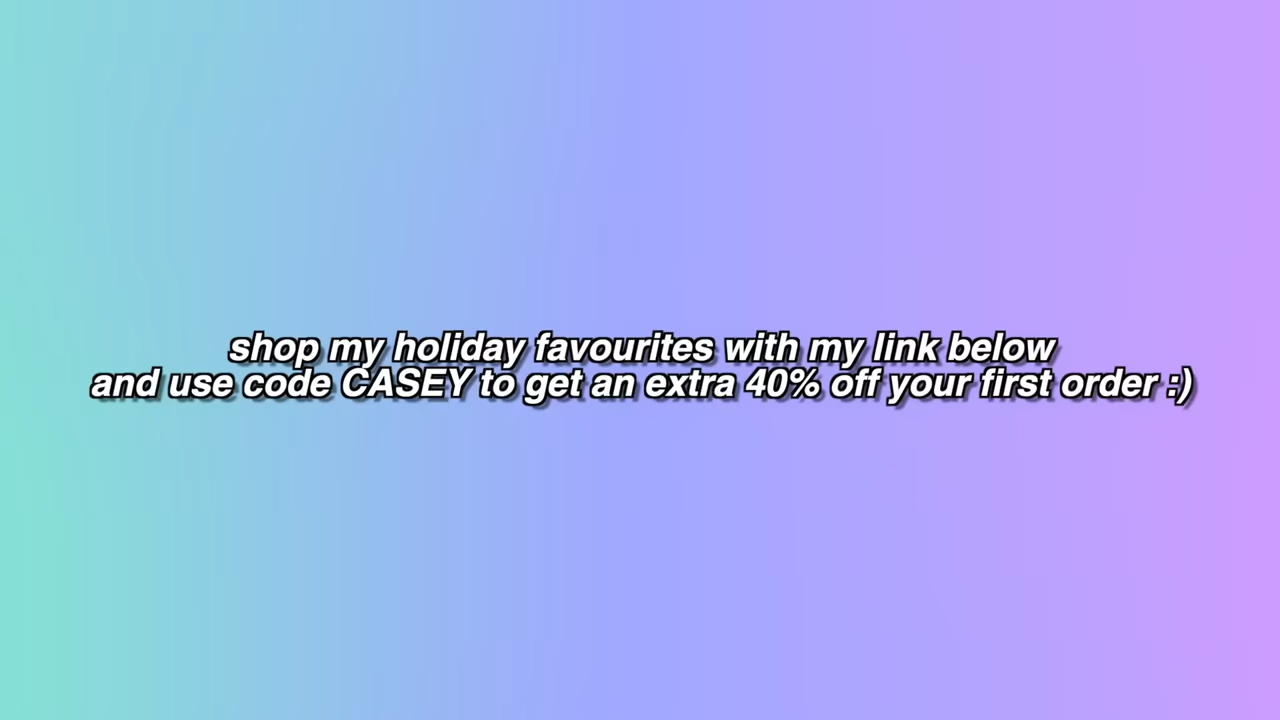 shop my holiday favourites with my link below
and use code CASEY to get an extra 40% off your first order :)